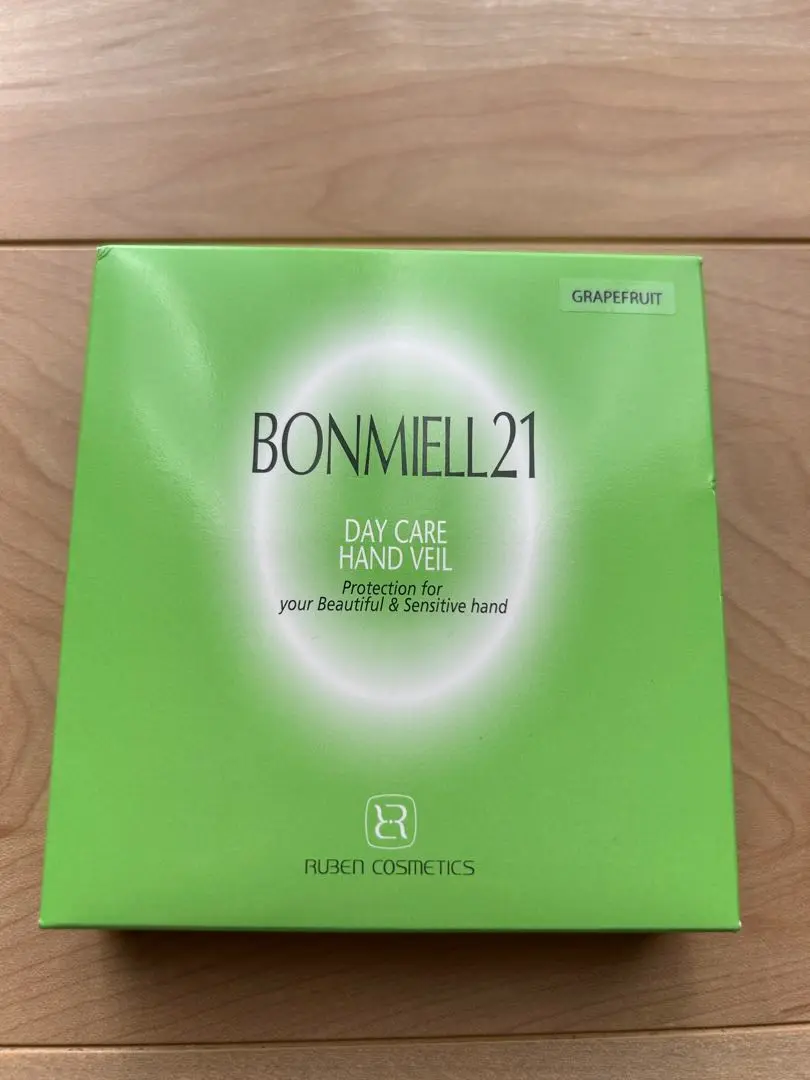 GRAPEFRUIT
BONMIELL21
DAY CARE
HAND VEIL
Protection for
your Beautiful & Sensitive hand
RUBEN COSMETICS